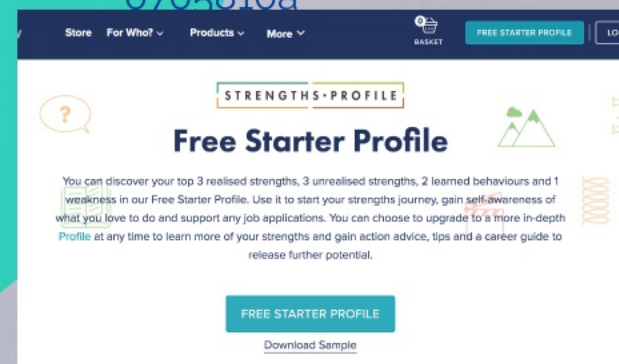 Store For Who? Products More
BASKET
0
FREE STARTER PROFILE
STRENGTHS•PROFILE
Free Starter Profile
You can discover your top 3 realised strengths, 3 unrealised strengths, 2 learned behaviours and 1
weakness in our Free Starter Profile. Use it to start your strengths journey, gain self-awareness of
what you love to do and support any job applications. You can choose to upgrade to a more in-depth
Profile at any time to learn more of your strengths and gain action advice, tips and a career guide to
release further potential.
FREE STARTER PROFILE
Download Sample